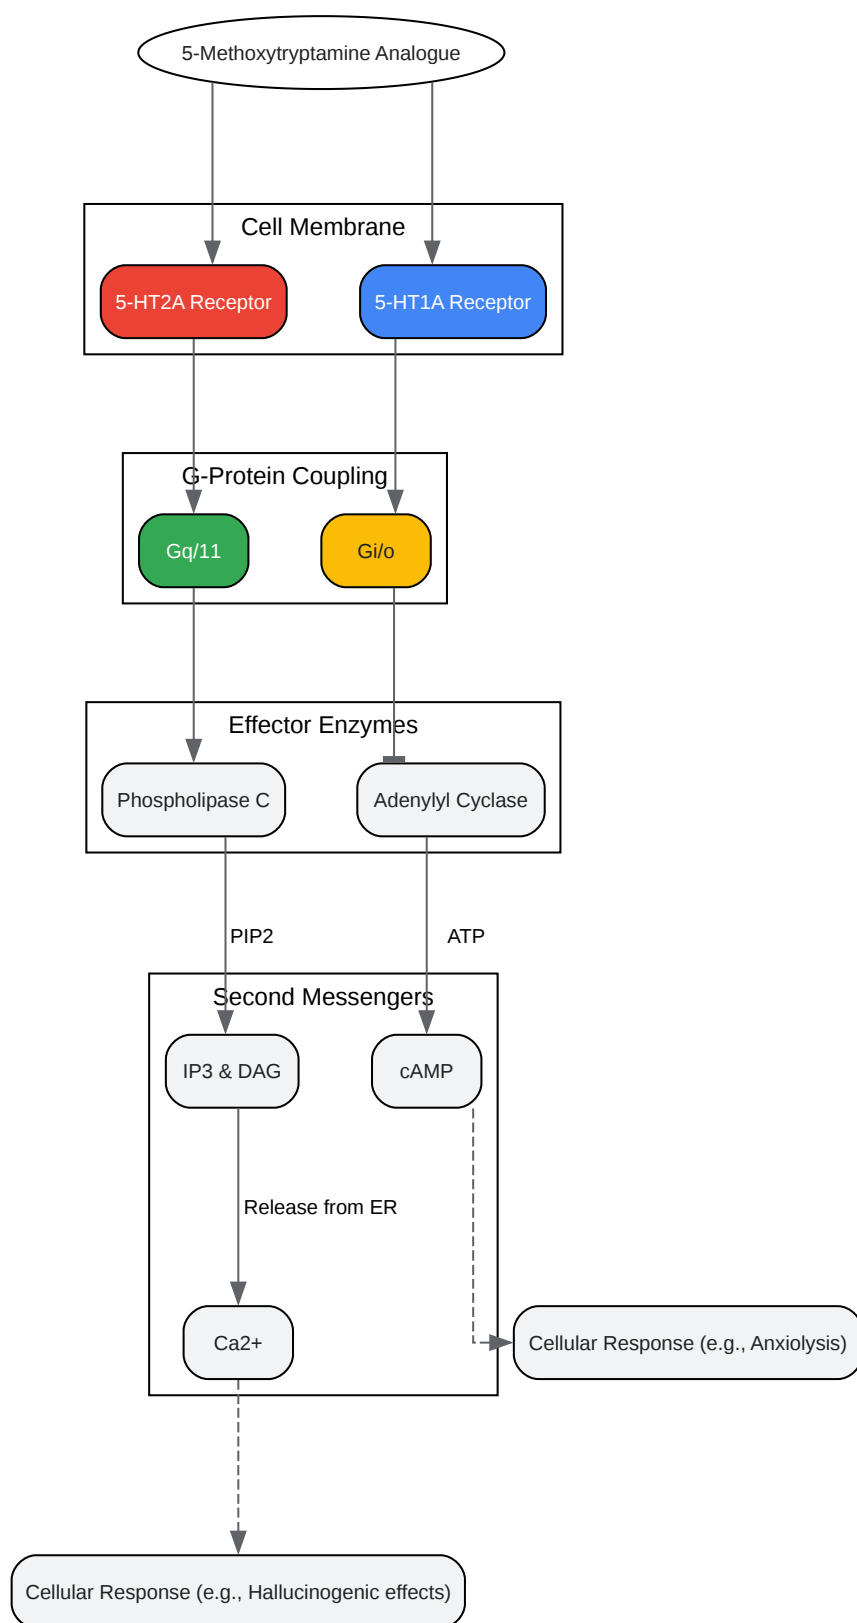 5-Methoxytryptamine Analogue
Cell Membrane
5-HT2A Receptor
5-HT1A Receptor
G-Protein Coupling
Gq/11
Gi/o
Effector Enzymes
Phospholipase C
Adenylyl Cyclase
PIP2
ATP
Second Messengers
IP3 & DAG
cAMP
Release from ER
Ca2+
Cellular Response (e.g., Anxiolysis)
Cellular Response (e.g., Hallucinogenic effects)